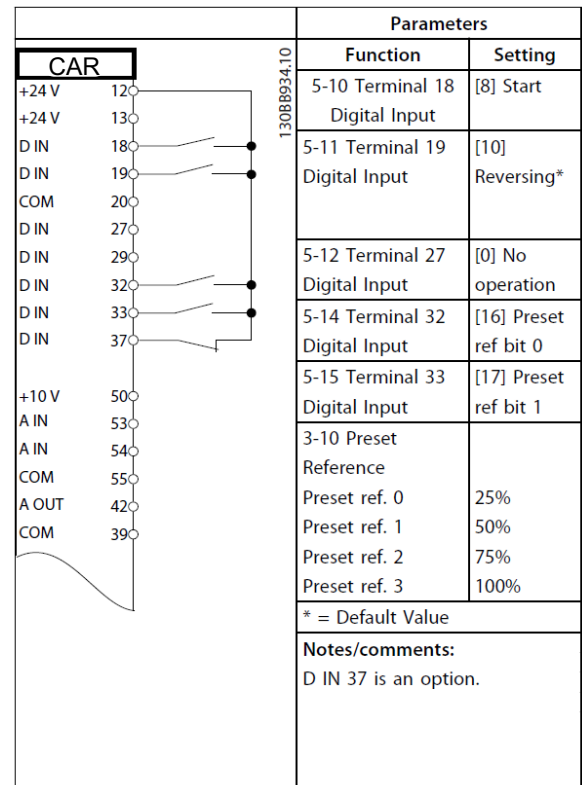 CAR
+24 V 12
+24 V 13
D IN 18
D IN 19
COM 20
D IN 27
D IN 29
D IN 32
D IN 33
D IN 37
+10 V 50
A IN 53
A IN 54
COM 55
A OUT 42
COM 39
130BB934.10
Parameters
Function Setting
5-10 Terminal 18 [8] Start
Digital Input
5-11 Terminal 19 [10]
Digital Input Reversing*
5-12 Terminal 27 [0] No
Digital Input operation
5-14 Terminal 32 [16] Preset
Digital Input ref bit 0
5-15 Terminal 33 [17] Preset
Digital Input ref bit 1
3-10 Preset
Reference
Preset ref. 0 25%
Preset ref. 1 50%
Preset ref. 2 75%
Preset ref. 3 100%
* = Default Value
Notes/comments:
D IN 37 is an option.